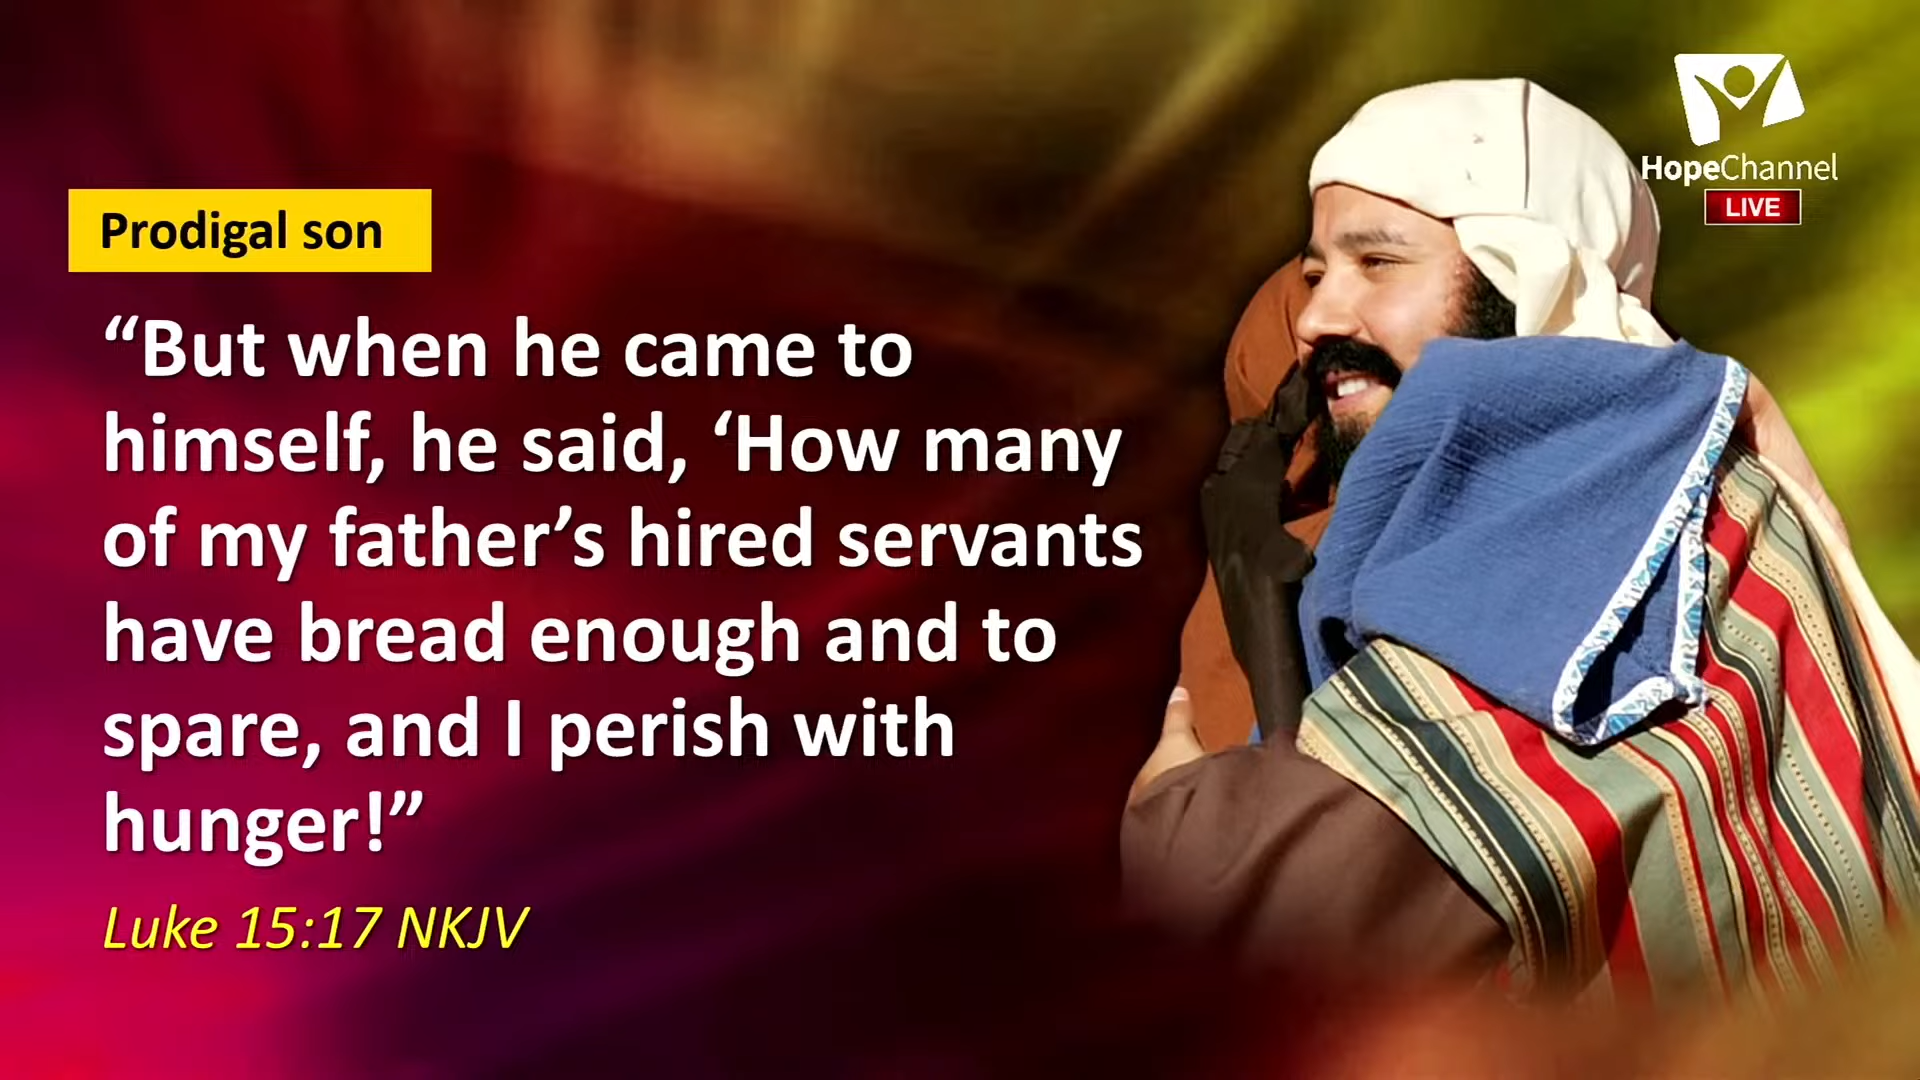 HopeChannel
LIVE
Prodigal son
“But when he came to
himself, he said, ‘How many
of my father’s hired servants
have bread enough and to
spare, and I perish with
hunger!”
Luke 15:17 NKJV